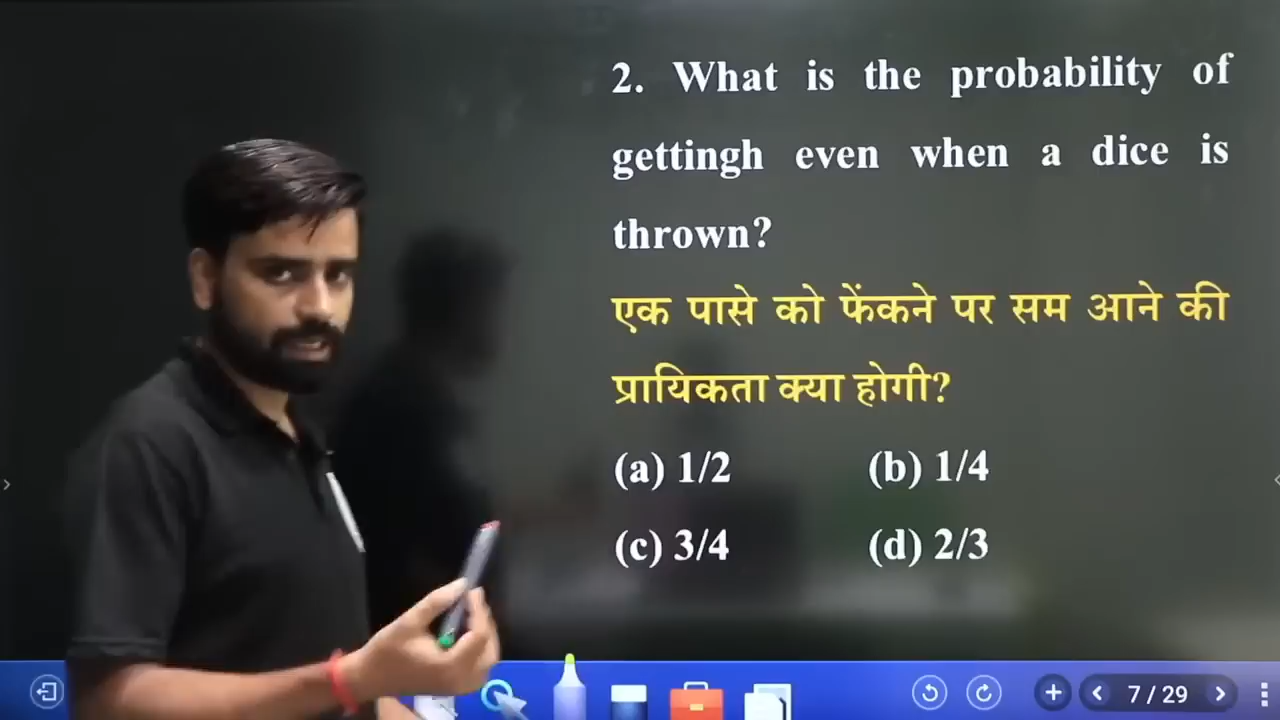 2. What is the probability of
gettingh even when a dice is
thrown?
एक पासे को फेंकने पर सम आने की
प्रायिकता क्या होगी?
(a) 1/2 (b) 1/4
(c) 3/4 (d) 2/3
7 / 29